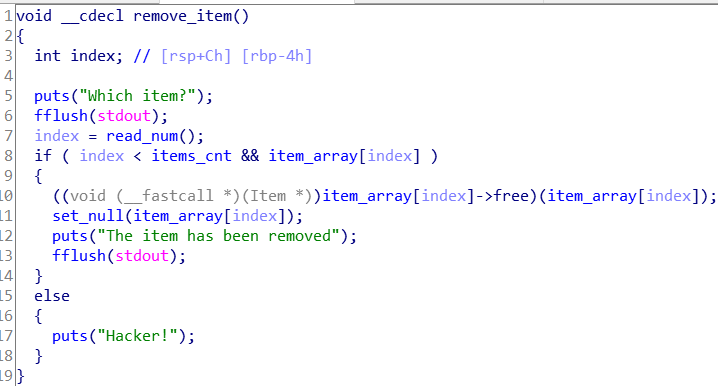 1 void __cdecl remove_item()
2 {
3   int index; // [rsp+Ch] [rbp-4h]
4
5   puts("Which item?");
6   fflush(stdout);
7   index = read_num();
8   if ( index < items_cnt && item_array[index] )
9   {
10     ((void (__fastcall *)(Item *))item_array[index]->free)(item_array[index]);
11     set_null(item_array[index]);
12     puts("The item has been removed");
13     fflush(stdout);
14   }
15   else
16   {
17     puts("Hacker!");
18   }
19 }